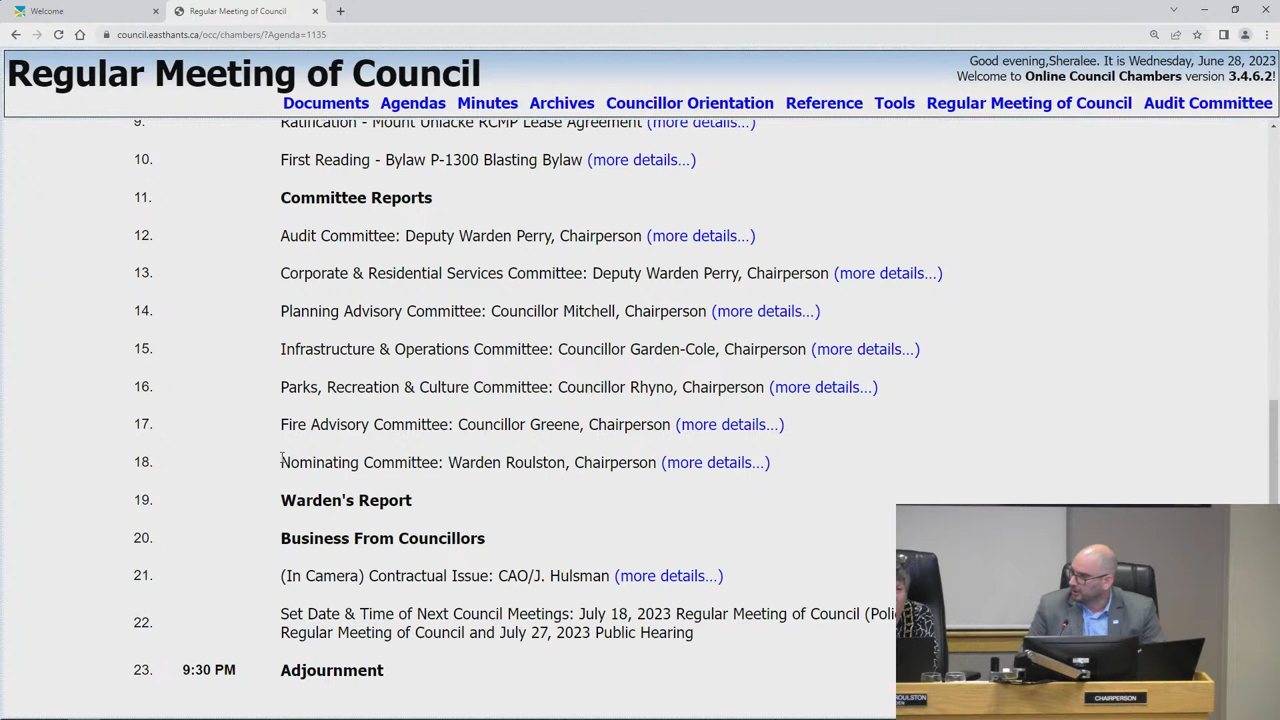 Welcome
Regular Meeting of Council
council.easthants.ca/occ/chambers/?Agenda=1135
Regular Meeting of Council
Good evening,Sheralee. It is Wednesday, June 28, 2023
Welcome to Online Council Chambers version 3.4.6.2!
Documents Agendas Minutes Archives Councillor Orientation Reference Tools Regular Meeting of Council Audit Committee
9. Ratification - Mount Uniacke RCMP Lease Agreement (more details...)
10. First Reading - Bylaw P-1300 Blasting Bylaw (more details...)
11. Committee Reports
12. Audit Committee: Deputy Warden Perry, Chairperson (more details...)
13. Corporate & Residential Services Committee: Deputy Warden Perry, Chairperson (more details...)
14. Planning Advisory Committee: Councillor Mitchell, Chairperson (more details...)
15. Infrastructure & Operations Committee: Councillor Garden-Cole, Chairperson (more details...)
16. Parks, Recreation & Culture Committee: Councillor Rhyno, Chairperson (more details...)
17. Fire Advisory Committee: Councillor Greene, Chairperson (more details...)
18. Nominating Committee: Warden Roulston, Chairperson (more details...)
19. Warden's Report
20. Business From Councillors
21. (In Camera) Contractual Issue: CAO/J. Hulsman (more details...)
22. Set Date & Time of Next Council Meetings: July 18, 2023 Regular Meeting of Council
Regular Meeting of Council and July 27, 2023 Public Hearing
23. 9:30 PM Adjournment
CHAIRPERSON